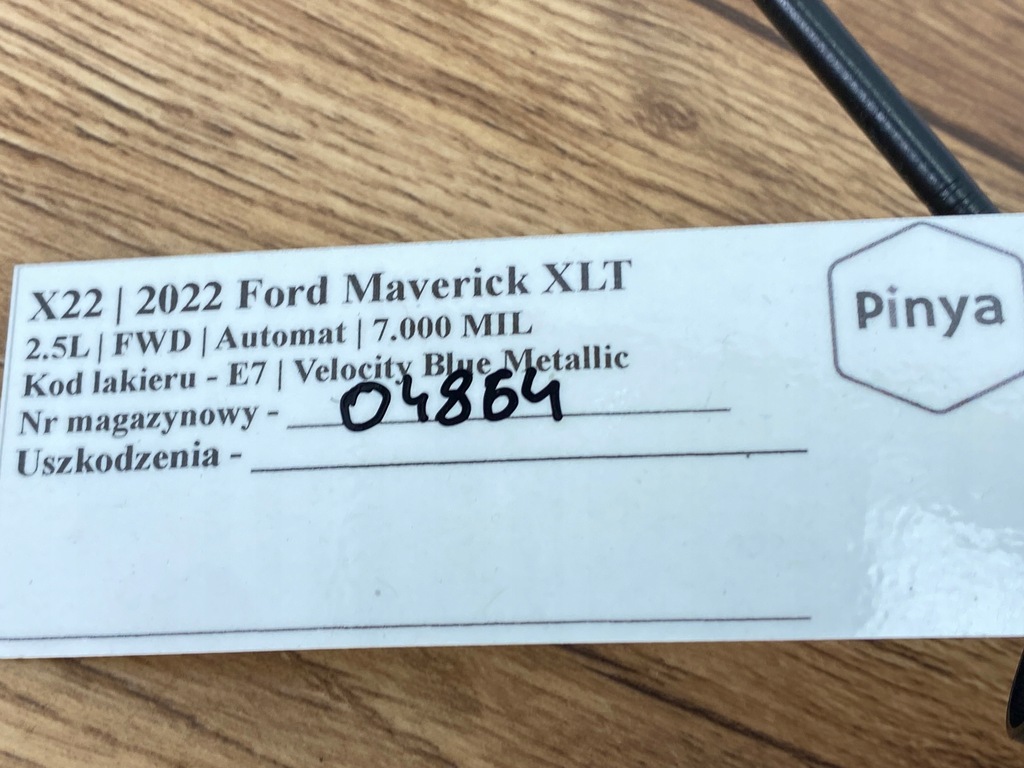 X22 | 2022 Ford Maverick XLT
2.5L | FWD | Automat | 7.000 MIL
Kod lakieru - E7 | Velocity Blue Metallic
Nr magazynowy - 04864
Uszkodzenia -
Pinya